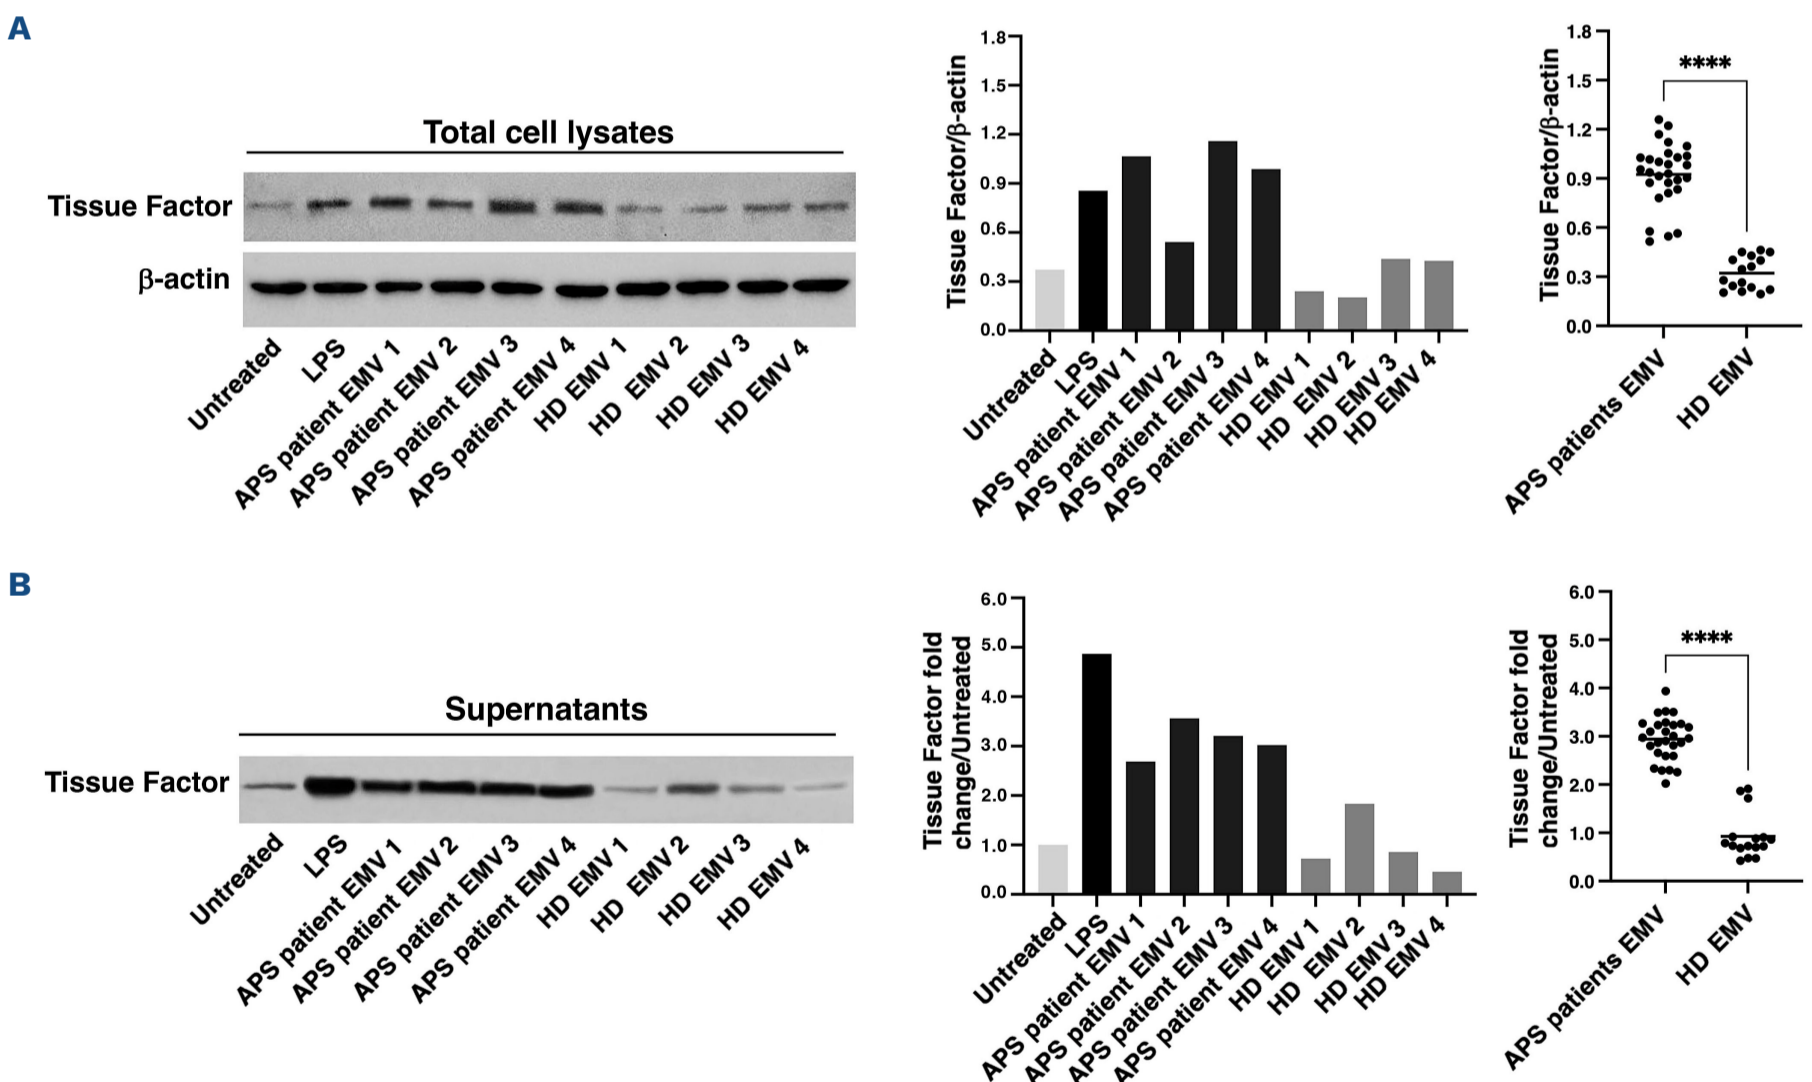 A
Total cell lysates
Tissue Factor
β-actin
Untreated
LPS
APS patient EMV 1
APS patient EMV 2
APS patient EMV 3
APS patient EMV 4
HD EMV 1
HD EMV 2
HD EMV 3
HD EMV 4
Tissue Factor/β-actin
1.8
1.5
1.2
0.9
0.6
0.3
0.0
Untreated
LPS
APS patient EMV 1
APS patient EMV 2
APS patient EMV 3
APS patient EMV 4
HD EMV 1
HD EMV 2
HD EMV 3
HD EMV 4
Tissue Factor/β-actin
1.8
1.5
1.2
0.9
0.6
0.3
0.0
****
APS patients EMV
HD EMV
B
Supernatants
Tissue Factor
Untreated
LPS
APS patient EMV 1
APS patient EMV 2
APS patient EMV 3
APS patient EMV 4
HD EMV 1
HD EMV 2
HD EMV 3
HD EMV 4
Tissue Factor fold
change/Untreated
6.0
5.0
4.0
3.0
2.0
1.0
0.0
Untreated
LPS
APS patient EMV 1
APS patient EMV 2
APS patient EMV 3
APS patient EMV 4
HD EMV 1
HD EMV 2
HD EMV 3
HD EMV 4
Tissue Factor fold
change/Untreated
6.0
5.0
4.0
3.0
2.0
1.0
0.0
****
APS patients EMV
HD EMV